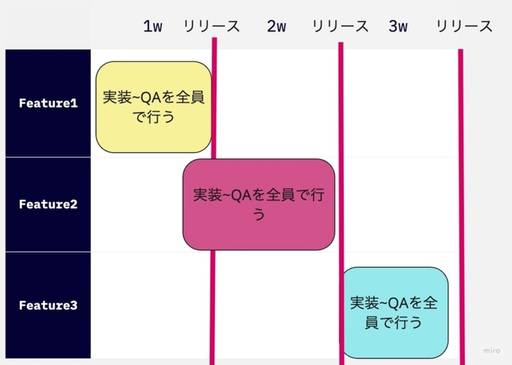 1w リリース 2w リリース 3w リリース
Feature1
実装~QAを全員
で行う
Feature2
実装~QAを全員で行
う
Feature3
実装~QAを全
員で行う
miro